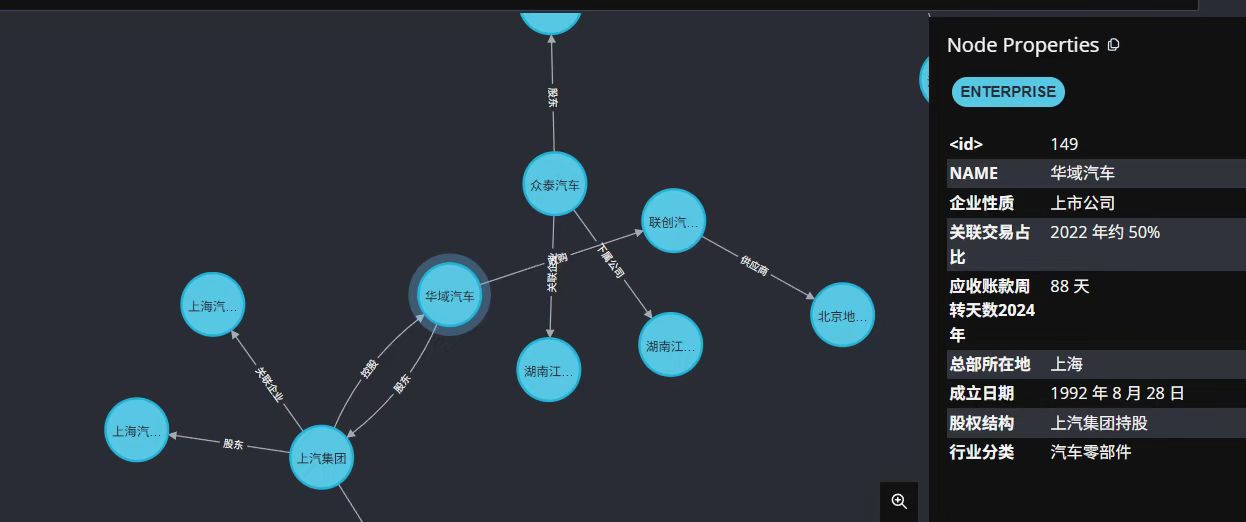 Node Properties
ENTERPRISE
<id> 149
NAME 华域汽车
企业性质 上市公司
关联交易占 2022 年约 50%
比
应收账款周 88 天
转天数2024
年
总部所在地 上海
成立日期 1992 年 8 月 28 日
股权结构 上汽集团持股
行业分类 汽车零部件
股东
众泰汽车
联创汽...
下属公司
关联企业
供应商
华域汽车
上海汽...
北京地...
湖南江...
湖南江...
控股
股东
关联企业
上海汽...
股东
上汽集团